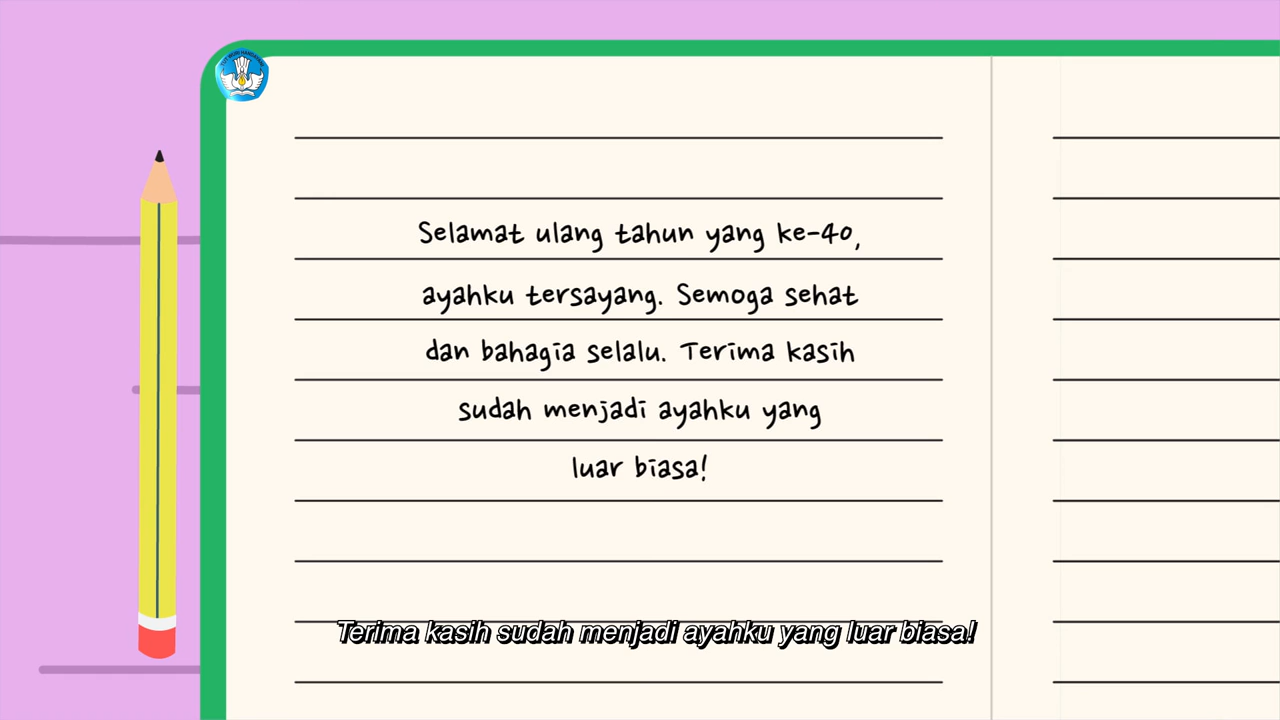 Selamat ulang tahun yang ke-40,
ayahku tersayang. Semoga sehat
dan bahagia selalu. Terima kasih
sudah menjadi ayahku yang
luar biasa!
Terima kasih sudah menjadi ayahku yang luar biasa!